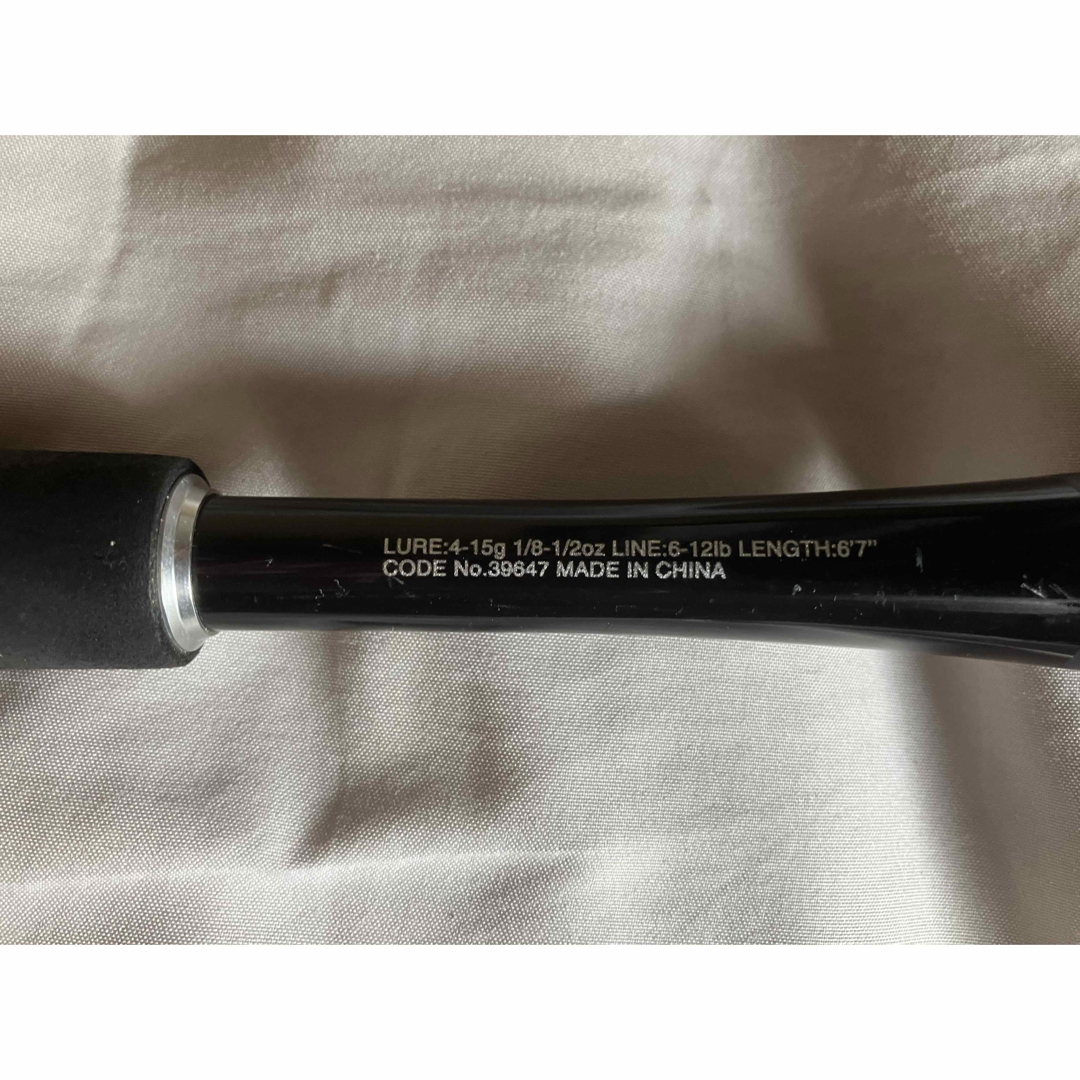 LURE:4-15g 1/8-1/2oz LINE:6-12lb LENGTH:6'7"
CODE No.39647 MADE IN CHINA